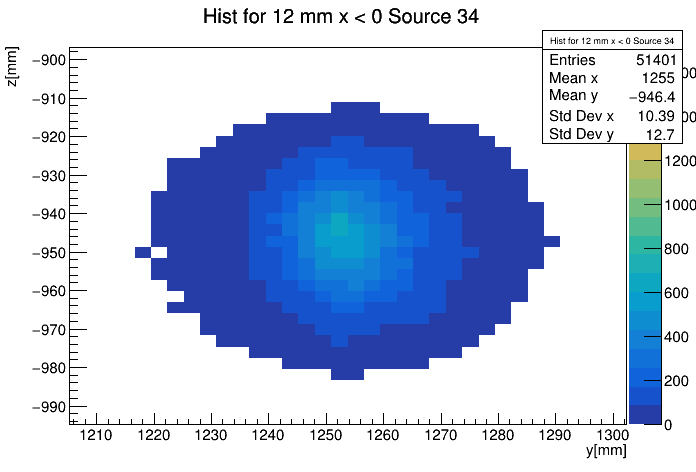 Hist for 12 mm x < 0 Source 34
z[mm]
−900
−910
−920
−930
−940
−950
−960
−970
−980
−990
Hist for 12 mm x < 0 Source 34
Entries 51401
Mean x 1255
Mean y −946.4
Std Dev x 10.39
Std Dev y 12.7
1200
1000
800
600
400
200
0
1210 1220 1230 1240 1250 1260 1270 1280 1290 1300
y[mm]